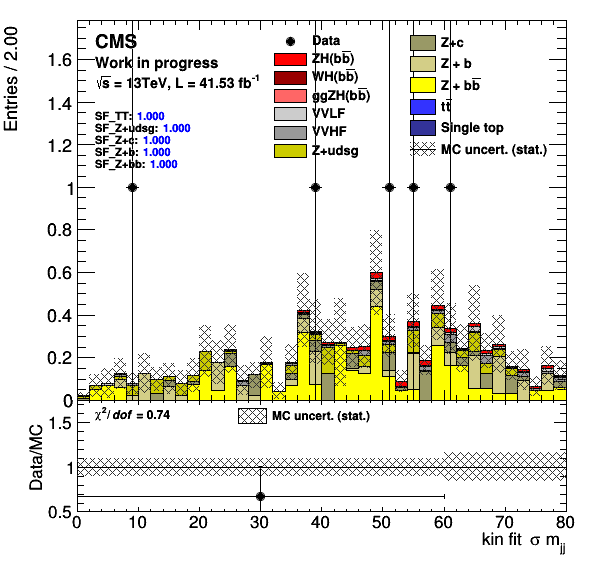 CMS
Work in progress
√s = 13TeV, L = 41.53 fb⁻¹
SF_TT: 1.000
SF_Z+udsg: 1.000
SF_Z+c: 1.000
SF_Z+b: 1.000
SF_Z+bb: 1.000
Data
ZH(bb̅)
WH(bb̅)
ggZH(bb̅)
VVLF
VVHF
Z+udsg
Z+c
Z + b
Z + bb̅
tt̅
Single top
MC uncert. (stat.)
Entries / 2.00
1.6
1.4
1.2
1
0.8
0.6
0.4
0.2
0
χ²/dof = 0.74
MC uncert. (stat.)
Data/MC
1.5
1
0.5
0 10 20 30 40 50 60 70 80
kin fit σ m_jj